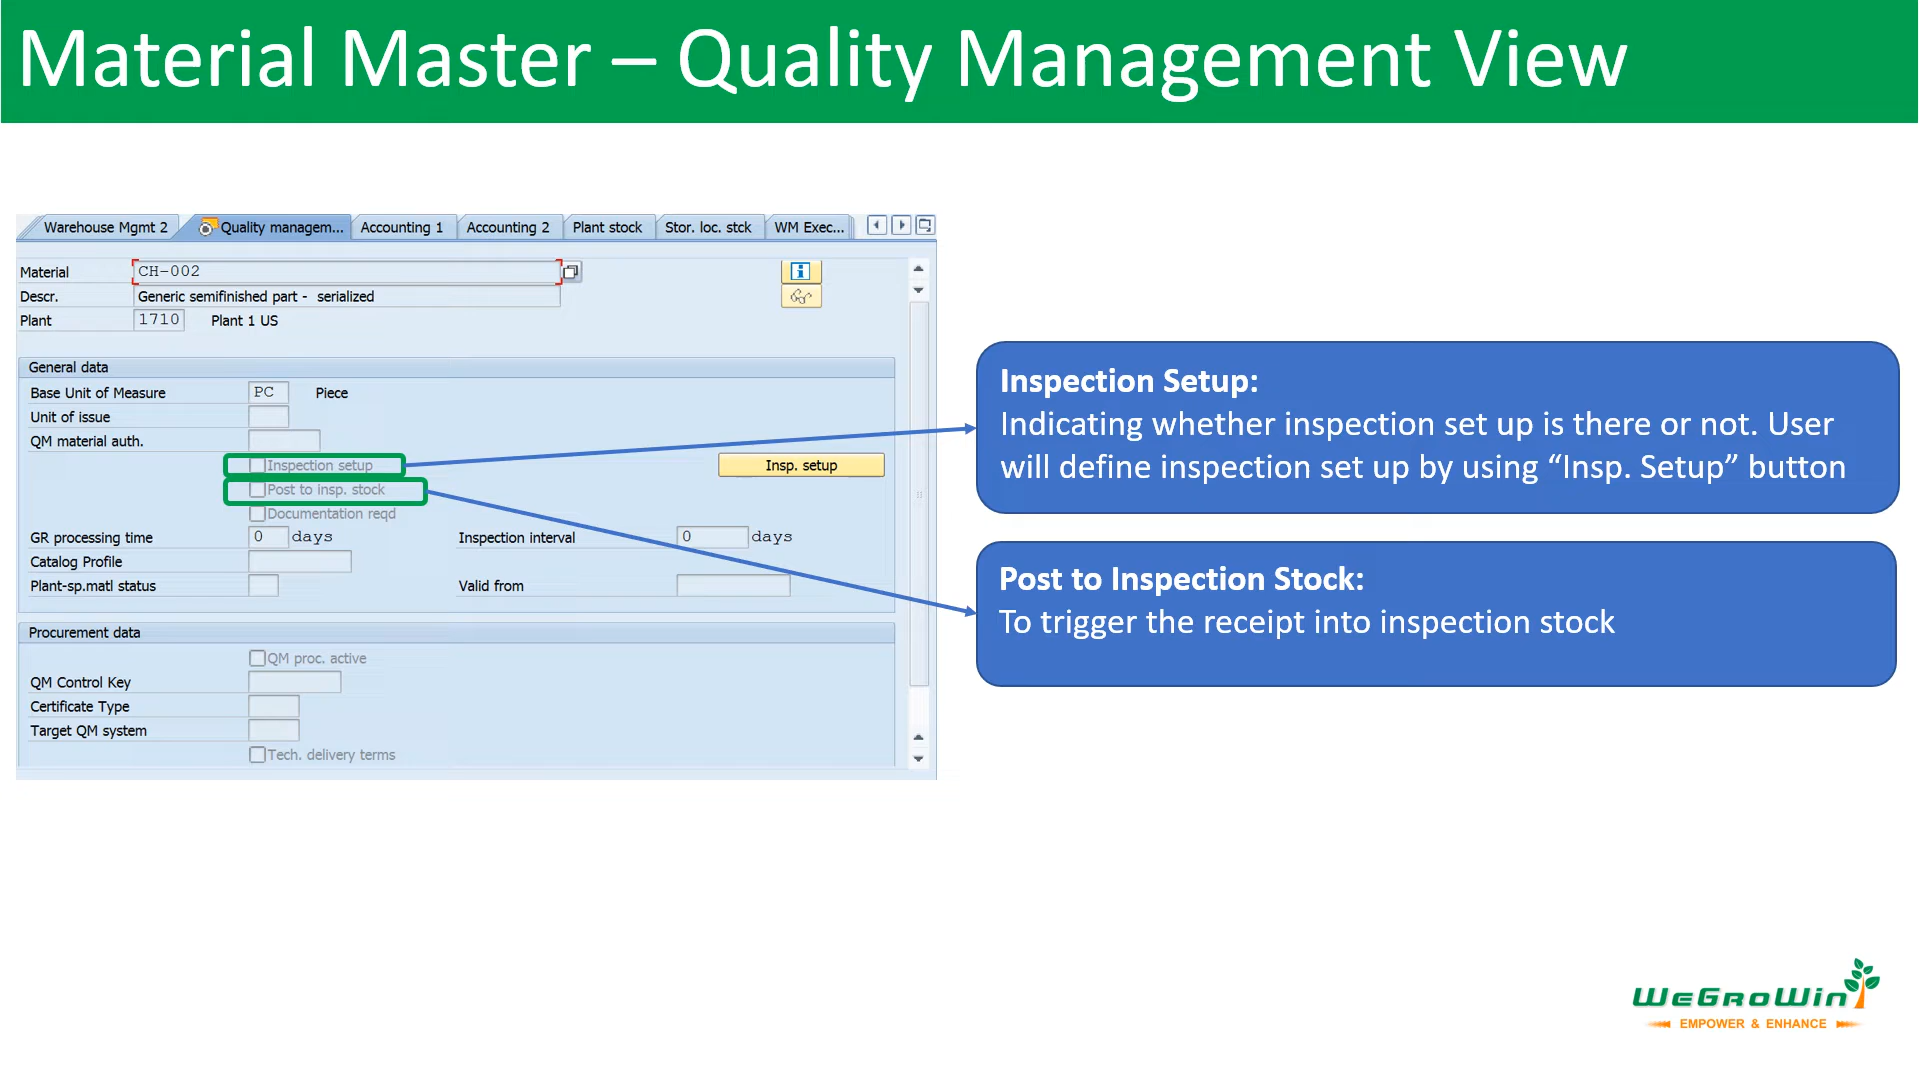 Material Master – Quality Management View
Warehouse Mgmt 2
Quality managem...
Accounting 1
Accounting 2
Plant stock
Stor. loc. stck
WM Exec...
Material CH-002
Descr. Generic semifinished part - serialized
Plant 1710 Plant 1 US
General data
Base Unit of Measure PC Piece
Unit of issue
QM material auth.
Inspection setup
Insp. setup
Post to insp. stock
Documentation reqd
GR processing time 0 days Inspection interval 0 days
Catalog Profile
Plant-sp.matl status Valid from
Procurement data
QM proc. active
QM Control Key
Certificate Type
Target QM system
Tech. delivery terms
Inspection Setup:
Indicating whether inspection set up is there or not. User
will define inspection set up by using “Insp. Setup” button
Post to Inspection Stock:
To trigger the receipt into inspection stock
WeGroWin
EMPOWER & ENHANCE